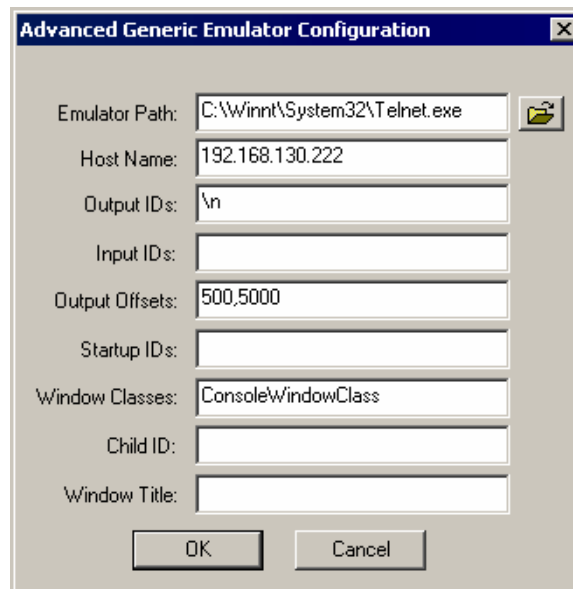 Advanced Generic Emulator Configuration
Emulator Path: C:\Winnt\System32\Telnet.exe
Host Name: 192.168.130.222
Output IDs: \n
Input IDs:
Output Offsets: 500,5000
Startup IDs:
Window Classes: ConsoleWindowClass
Child ID:
Window Title:
OK Cancel